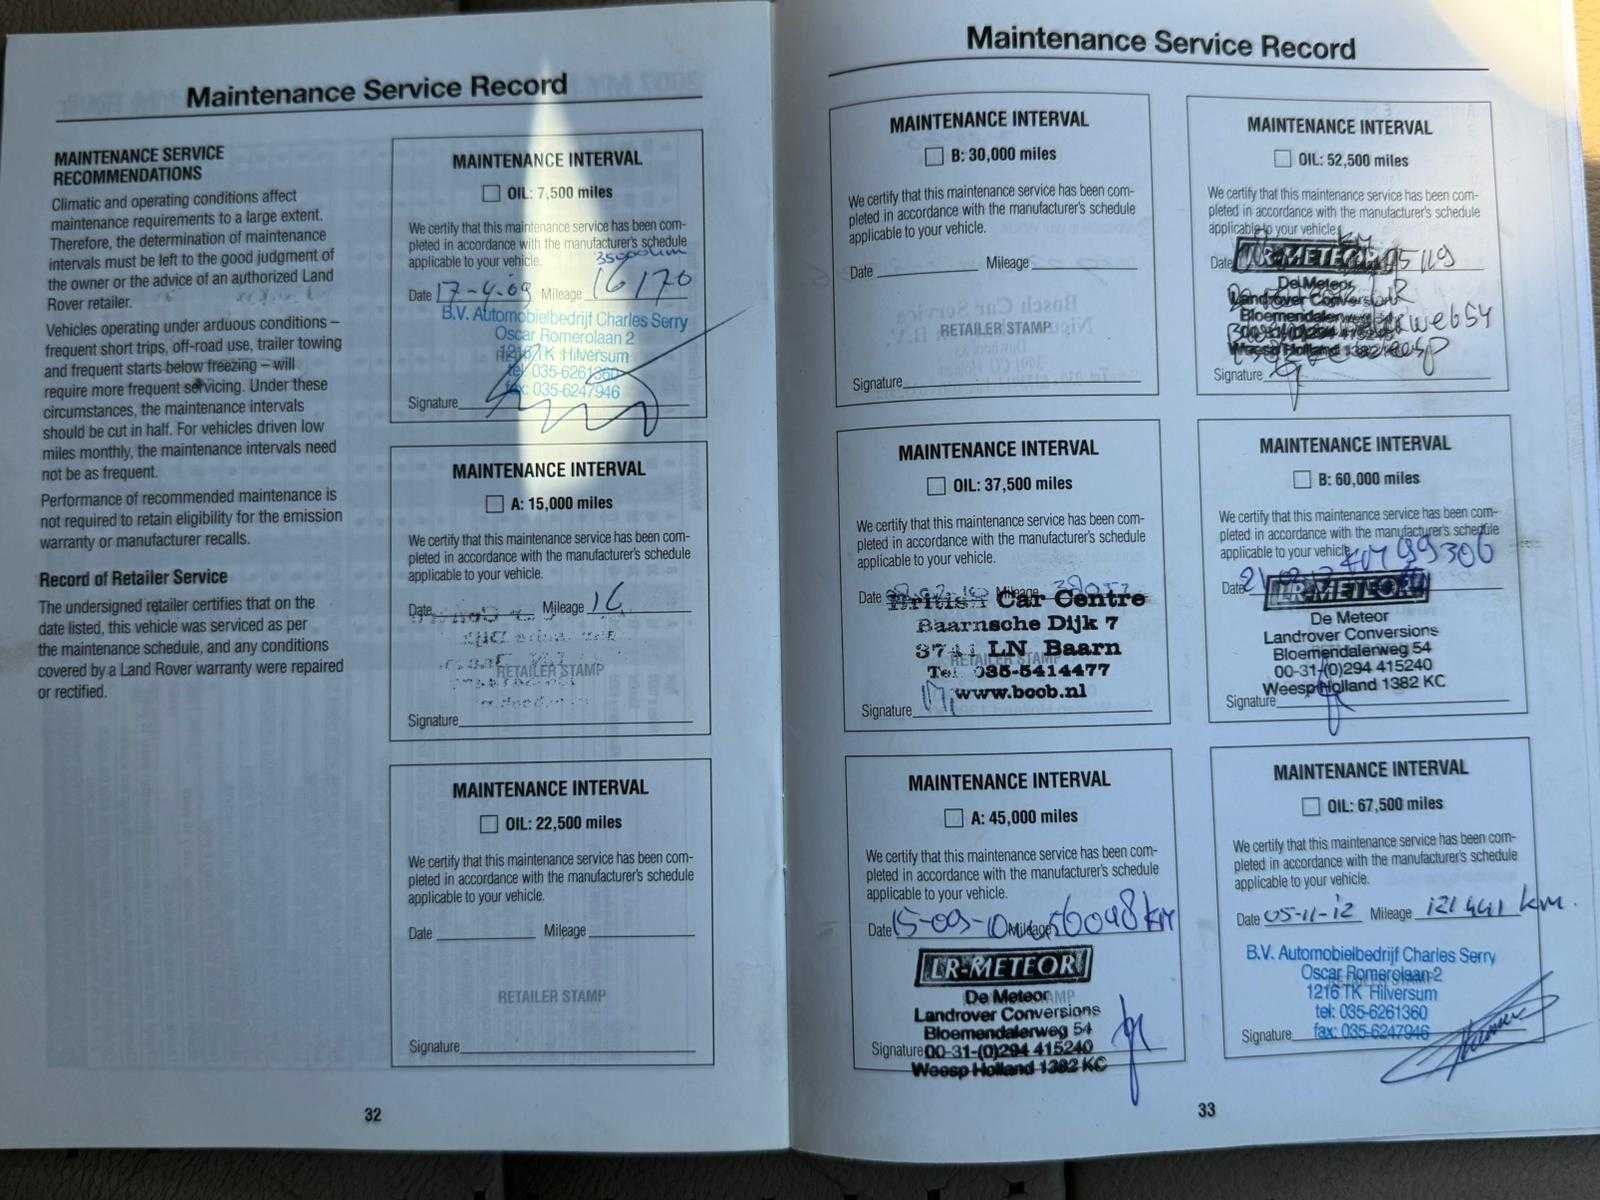 Maintenance Service Record
MAINTENANCE SERVICE
RECOMMENDATIONS
Climatic and operating conditions affect
maintenance requirements to a large extent.
Therefore, the determination of maintenance
intervals must be left to the good judgment of
the owner or the advice of an authorized Land
Rover retailer.
Vehicles operating under arduous conditions –
frequent short trips, off-road use, trailer towing
and frequent starts below freezing – will
require more frequent servicing. Under these
circumstances, the maintenance intervals
should be cut in half. For vehicles driven low
miles monthly, the maintenance intervals need
not be as frequent.
Performance of recommended maintenance is
not required to retain eligibility for the emission
warranty or manufacturer recalls.
Record of Retailer Service
The undersigned retailer certifies that on the
date listed, this vehicle was serviced as per
the maintenance schedule, and any conditions
covered by a Land Rover warranty were repaired
or rectified.
MAINTENANCE INTERVAL
OIL: 7,500 miles
We certify that this maintenance service has been com-
pleted in accordance with the manufacturer's schedule
applicable to your vehicle.
Date 17-4-09 Mileage 16170
B.V. Automobielbedrijf Charles Serry
Oscar Romerolaan 2
1216 TK Hilversum
tel: 035-6261360
fax: 035-6247946
Signature
MAINTENANCE INTERVAL
A: 15,000 miles
We certify that this maintenance service has been com-
pleted in accordance with the manufacturer's schedule
applicable to your vehicle.
Date Mileage 16
RETAILER STAMP
Signature
MAINTENANCE INTERVAL
OIL: 22,500 miles
We certify that this maintenance service has been com-
pleted in accordance with the manufacturer's schedule
applicable to your vehicle.
Date Mileage
RETAILER STAMP
Signature
32
Maintenance Service Record
MAINTENANCE INTERVAL
B: 30,000 miles
We certify that this maintenance service has been com-
pleted in accordance with the manufacturer's schedule
applicable to your vehicle.
Date Mileage
RETAILER STAMP
Signature
MAINTENANCE INTERVAL
OIL: 37,500 miles
We certify that this maintenance service has been com-
pleted in accordance with the manufacturer's schedule
applicable to your vehicle.
Date Mileage
British Car Centre
Baarnsche Dijk 7
3741 LN Baarn
RETAILER STAMP
Tel. 035-5414477
www.boob.nl
Signature
MAINTENANCE INTERVAL
A: 45,000 miles
We certify that this maintenance service has been com-
pleted in accordance with the manufacturer's schedule
applicable to your vehicle.
Date 15-09-10 Mileage 56048 km
LR-METEOR
De Meteor
Landrover Conversions
Bloemendalerweg 54
Signature 00-31-(0)294 415240
Weesp Holland 1382 KC
MAINTENANCE INTERVAL
OIL: 52,500 miles
We certify that this maintenance service has been com-
pleted in accordance with the manufacturer's schedule
applicable to your vehicle.
Date
LR-METEOR
De Meteor
Landrover Conversions
Bloemendalerweg 54
Weesp Holland 1382
Signature
MAINTENANCE INTERVAL
B: 60,000 miles
We certify that this maintenance service has been com-
pleted in accordance with the manufacturer's schedule
applicable to your vehicle.
KM 99306
Date
LR-METEOR
De Meteor
Landrover Conversions
Bloemendalerweg 54
00-31-(0)294 415240
Weesp Holland 1382 KC
Signature
MAINTENANCE INTERVAL
OIL: 67,500 miles
We certify that this maintenance service has been com-
pleted in accordance with the manufacturer's schedule
applicable to your vehicle.
Date 05-11-12 Mileage 121441 km.
B.V. Automobielbedrijf Charles Serry
Oscar Romerolaan 2
1216 TK Hilversum
tel: 035-6261360
Signature fax: 035-6247946
33